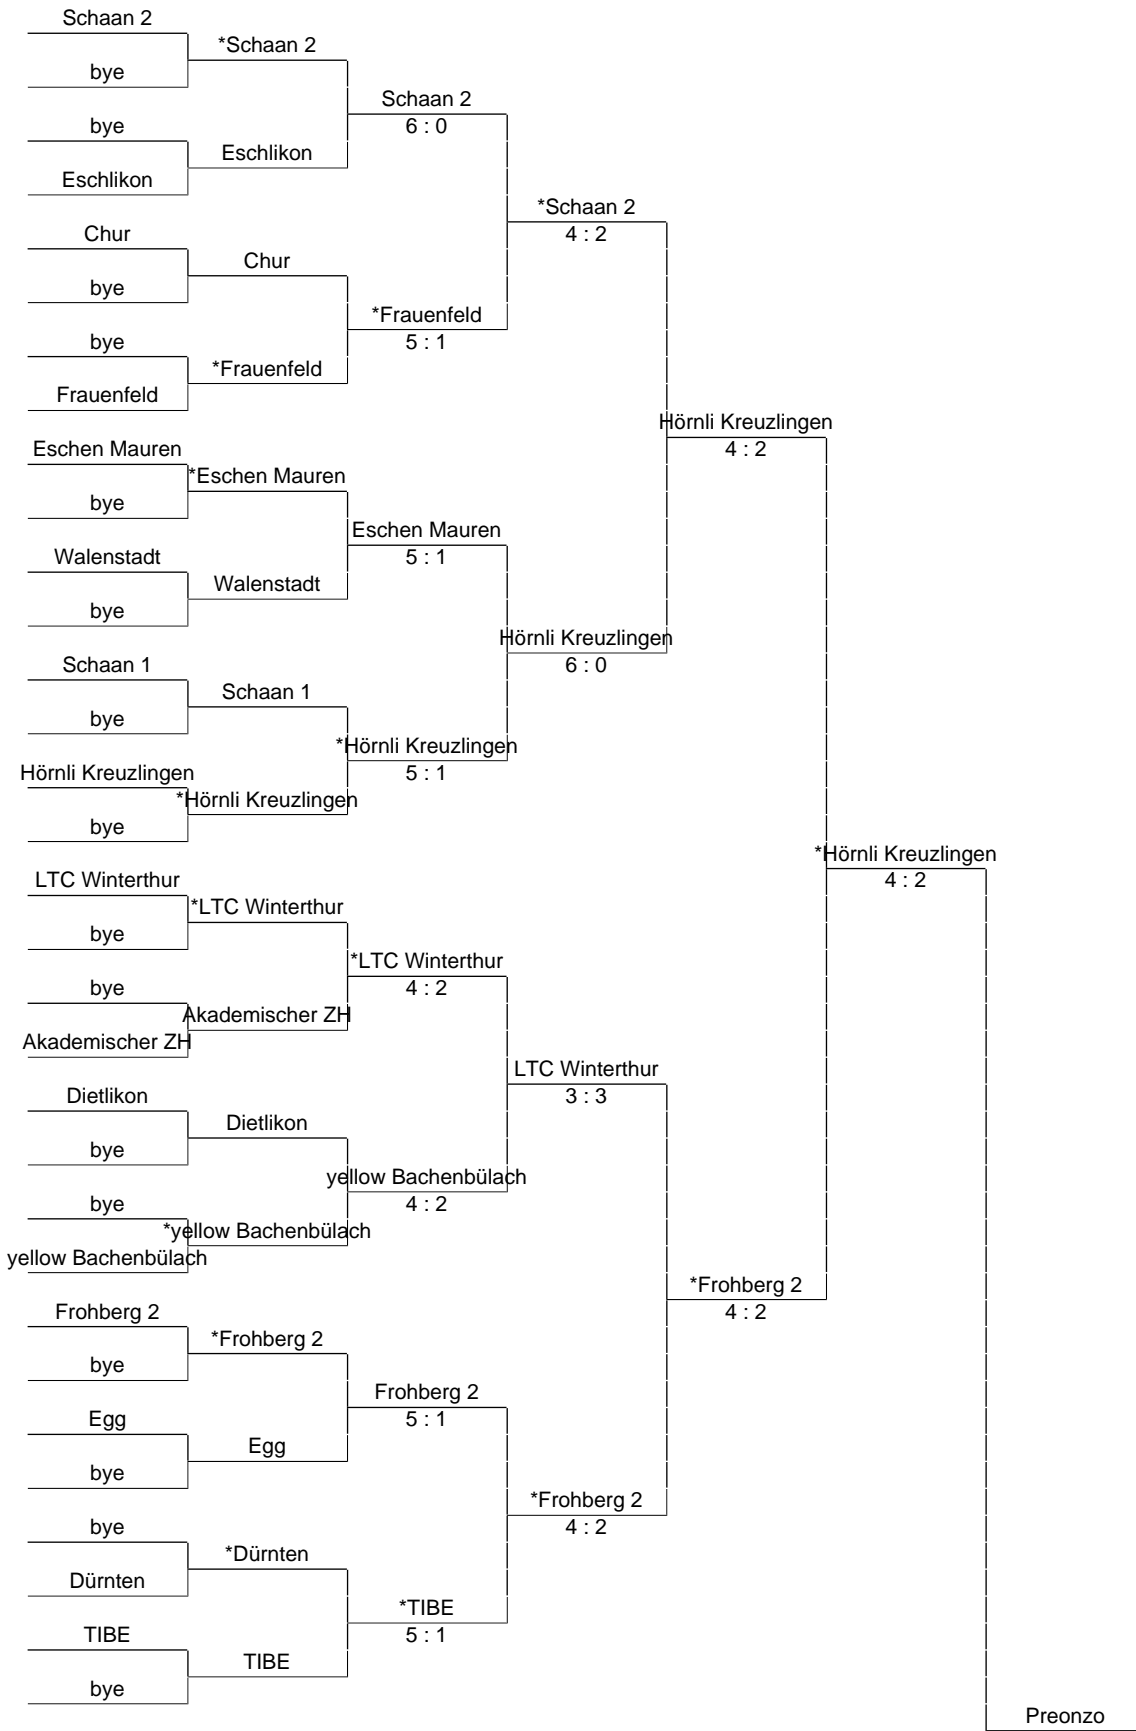 Schaan 2
*Schaan 2
bye
Schaan 2
bye
6 : 0
Eschlikon
Eschlikon
*Schaan 2
Chur
4 : 2
Chur
bye
*Frauenfeld
bye
5 : 1
*Frauenfeld
Frauenfeld
Hörnli Kreuzlingen
Eschen Mauren
4 : 2
*Eschen Mauren
bye
Eschen Mauren
Walenstadt
5 : 1
Walenstadt
bye
Hörnli Kreuzlingen
Schaan 1
6 : 0
Schaan 1
bye
*Hörnli Kreuzlingen
Hörnli Kreuzlingen
5 : 1
*Hörnli Kreuzlingen
bye
*Hörnli Kreuzlingen
LTC Winterthur
4 : 2
*LTC Winterthur
bye
*LTC Winterthur
bye
4 : 2
Akademischer ZH
Akademischer ZH
LTC Winterthur
Dietlikon
3 : 3
Dietlikon
bye
yellow Bachenbülach
bye
4 : 2
*yellow Bachenbülach
yellow Bachenbülach
*Frohberg 2
Frohberg 2
4 : 2
*Frohberg 2
bye
Frohberg 2
Egg
5 : 1
Egg
bye
*Frohberg 2
bye
4 : 2
*Dürnten
Dürnten
*TIBE
TIBE
5 : 1
TIBE
bye
Preonzo